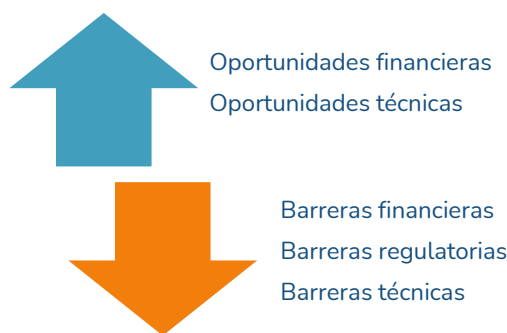 Oportunidades financieras
Oportunidades técnicas
Barreras financieras
Barreras regulatorias
Barreras técnicas